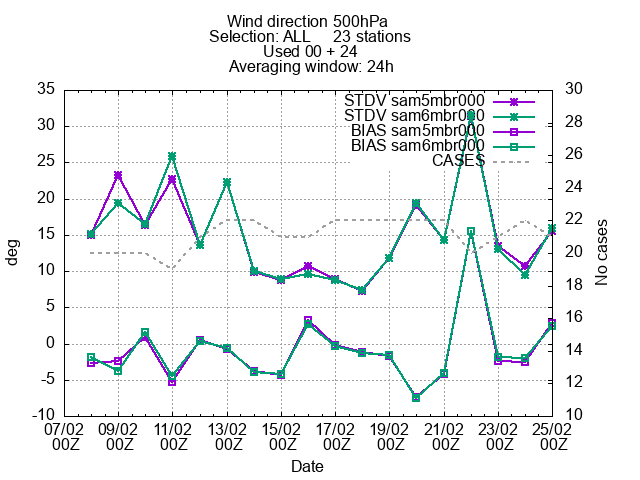 Wind direction 500hPa
Selection: ALL 23 stations
Used 00 + 24
Averaging window: 24h
STDV sam5mbr000
STDV sam6mbr000
BIAS sam5mbr000
BIAS sam6mbr000
CASES
35
30
25
20
15
10
5
0
-5
-10
deg
30
28
26
24
22
20
18
16
14
12
10
No cases
07/02 09/02 11/02 13/02 15/02 17/02 19/02 21/02 23/02 25/02
00Z 00Z 00Z 00Z 00Z 00Z 00Z 00Z 00Z 00Z
Date